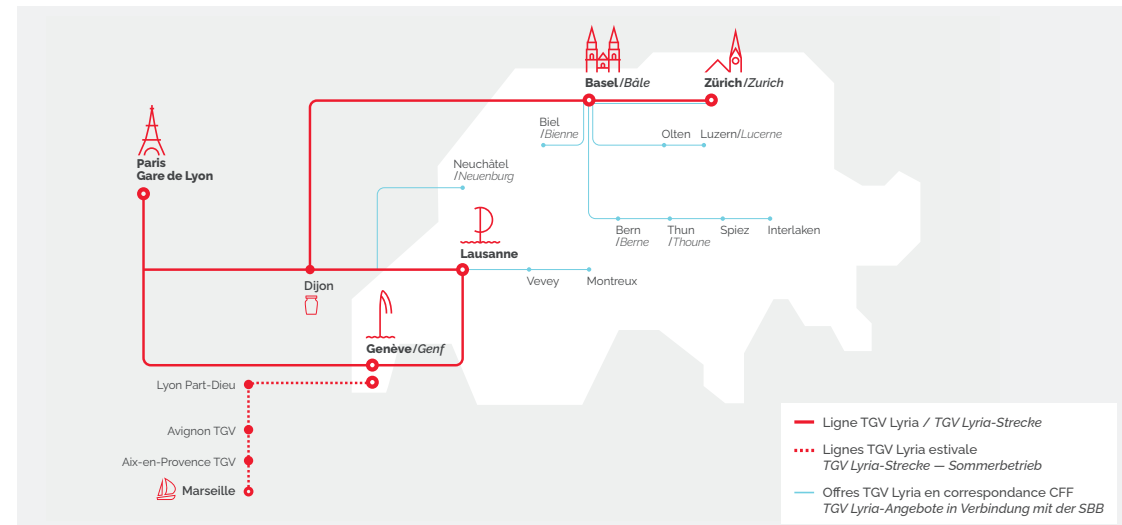 Basel/Bâle
Zürich/Zurich
Biel
/Bienne
Olten
Luzern/Lucerne
Paris
Gare de Lyon
Neuchâtel
/Neuenburg
Bern
/Berne
Thun
/Thoune
Spiez
Interlaken
Lausanne
Vevey
Montreux
Dijon
Genève/Genf
Lyon Part-Dieu
Avignon TGV
Aix-en-Provence TGV
Marseille
Ligne TGV Lyria / TGV Lyria-Strecke
Lignes TGV Lyria estivale
TGV Lyria-Strecke — Sommerbetrieb
Offres TGV Lyria en correspondance CFF
TGV Lyria-Angebote in Verbindung mit der SBB